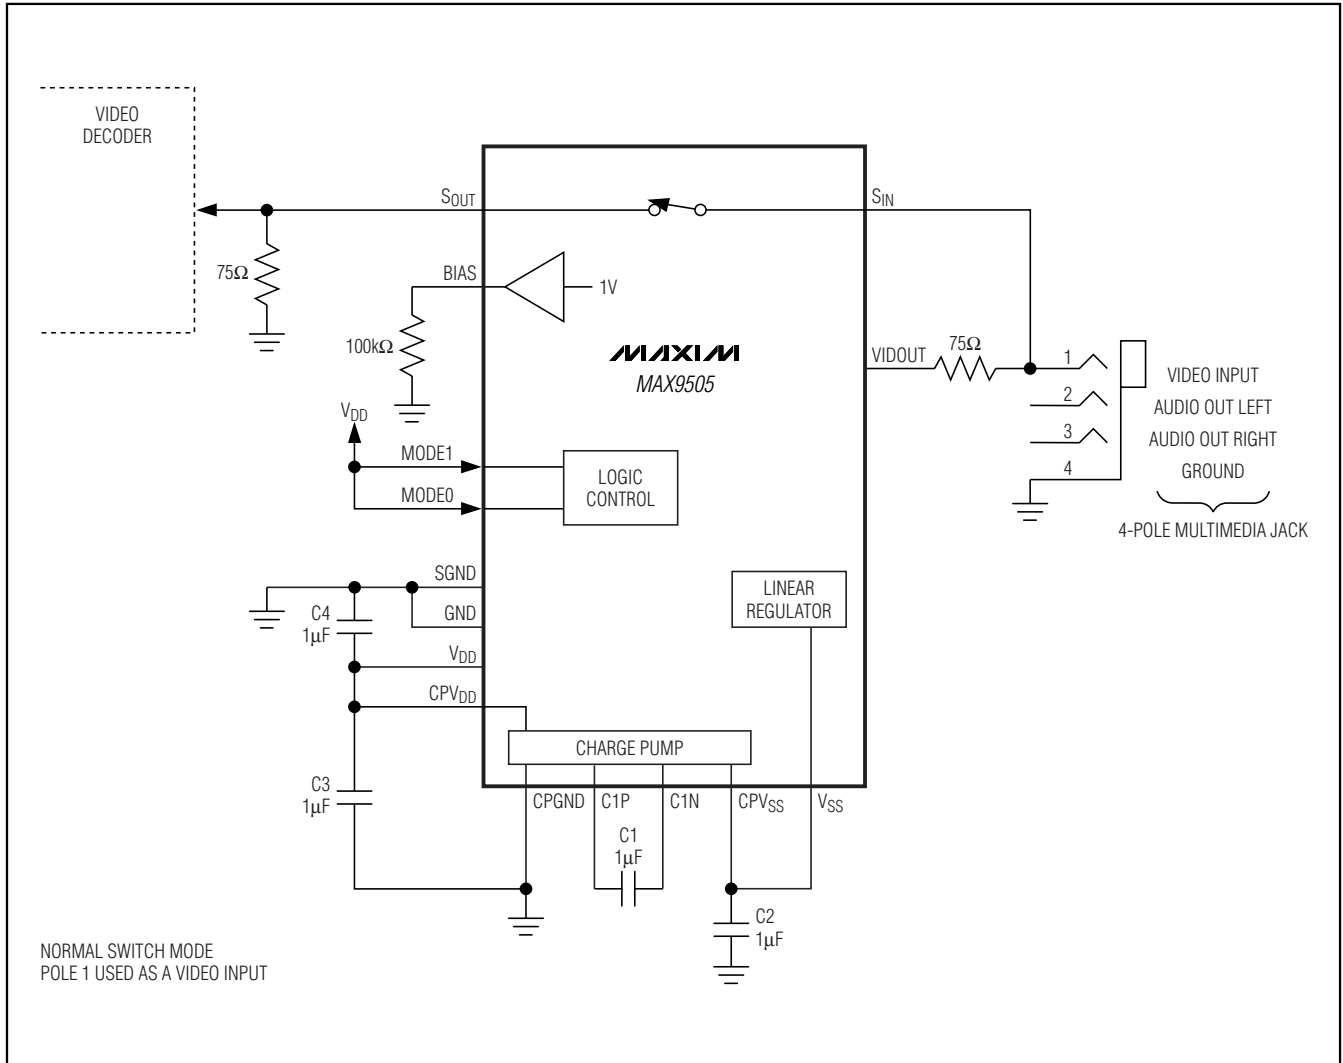 VIDEO
DECODER
SOUT
SIN
75Ω
BIAS
1V
100kΩ
MAXIM
MAX9505
VIDOUT
75Ω
1
VIDEO INPUT
2
AUDIO OUT LEFT
3
AUDIO OUT RIGHT
4
GROUND
4-POLE MULTIMEDIA JACK
VDD
MODE1
MODE0
LOGIC
CONTROL
SGND
GND
C4
1µF
VDD
CPVDD
LINEAR
REGULATOR
CHARGE PUMP
C3
1µF
CPGND
C1P
C1N
CPVSS
VSS
C1
1µF
C2
1µF
NORMAL SWITCH MODE
POLE 1 USED AS A VIDEO INPUT